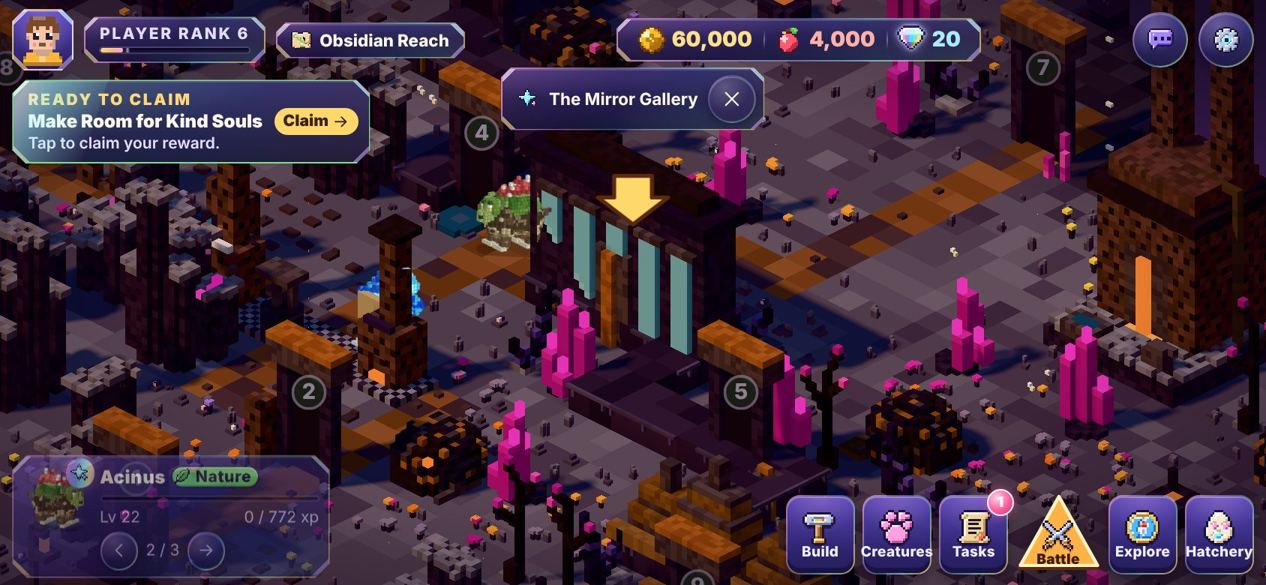 PLAYER RANK 6
Obsidian Reach
60,000
4,000
20
8
7
READY TO CLAIM
Make Room for Kind Souls
Claim →
Tap to claim your reward.
The Mirror Gallery
4
2
5
Acinus
Nature
Lv 22
0 / 772 xp
2 / 3
1
Build
Creatures
Tasks
Battle
Explore
Hatchery